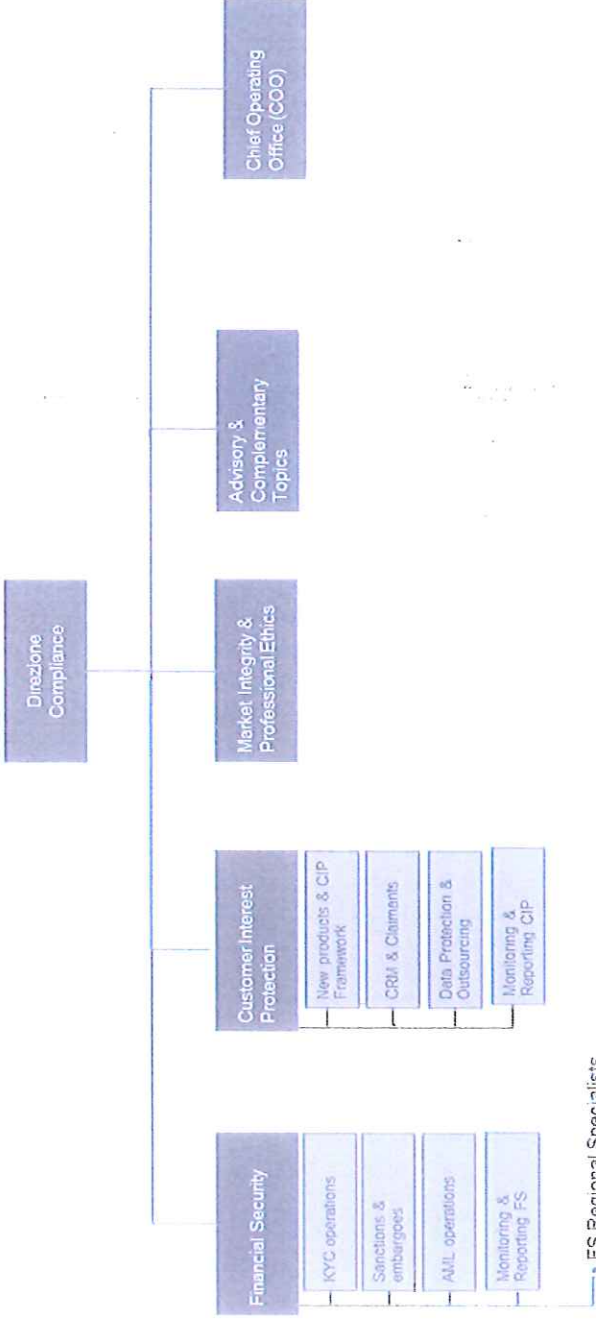 Direzione
Compliance
Financial Security
Customer Interest
Protection
Market Integrity &
Professional Ethics
Advisory &
Complementary
Topics
Chief Operating
Office (COO)
KYC operations
Sanctions &
embargoes
AML operations
Monitoring &
Reporting FS
FS Regional Specialists
New products & CIP
Framework
CRM & Claiments
Data Protection &
Outsourcing
Monitoring &
Reporting CIP